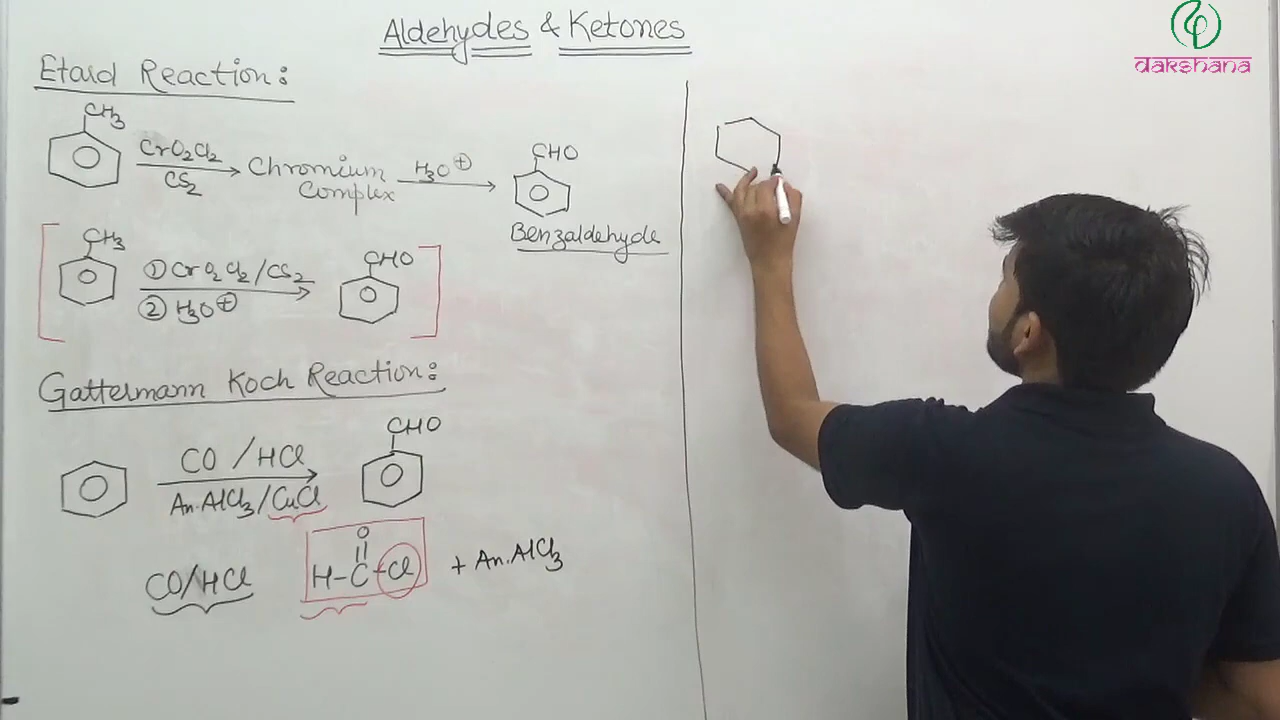 Aldehydes & Ketones
dakshana
Etard Reaction:
CH3
CrO2Cl2
CS2
Chromium
Complex
H3O⊕
CHO
Benzaldehyde
CH3
① CrO2Cl2/CS2
② H3O⊕
CHO
Gattermann Koch Reaction:
CO /HCl
An.AlCl3/CuCl
CHO
CO/HCl
O
H-C-Cl
+ An.AlCl3